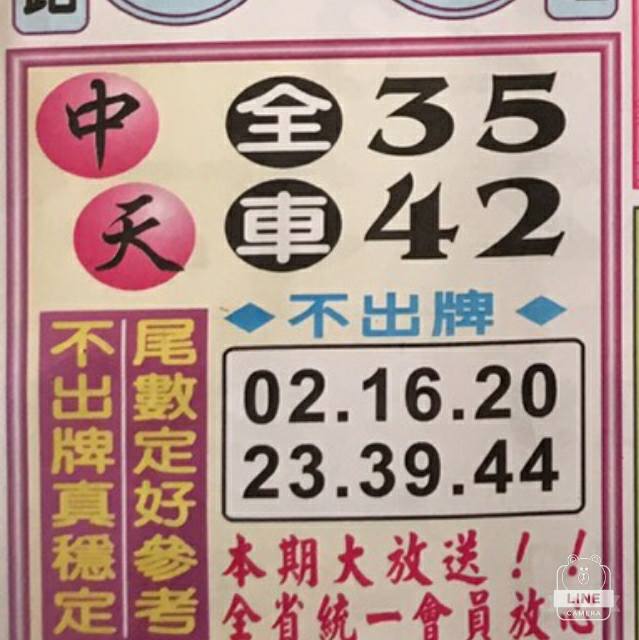 中天
全 35
車 42
不出牌
02.16.20
23.39.44
尾數定好參考
不出牌真穩定
本期大放送!!
全省統一會員放
LINE
CAMERA